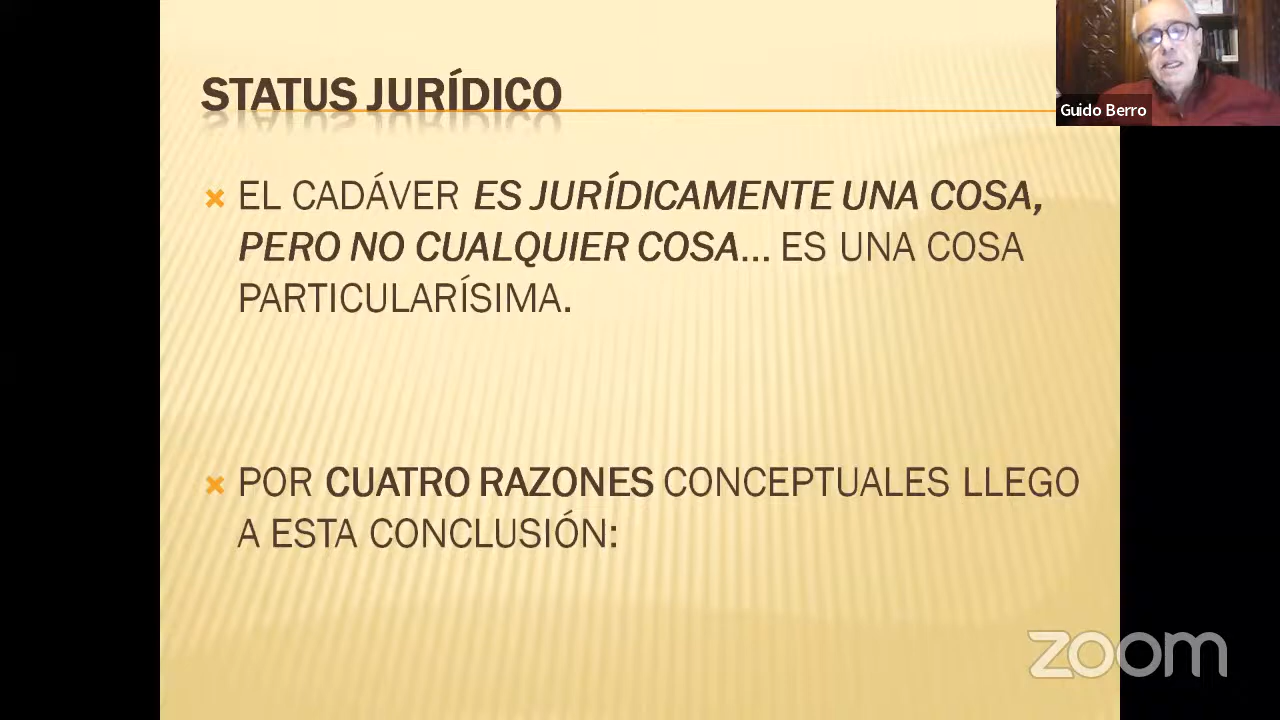 STATUS JURÍDICO
Guido Berro
EL CADÁVER ES JURÍDICAMENTE UNA COSA,
PERO NO CUALQUIER COSA... ES UNA COSA
PARTICULARÍSIMA.
POR CUATRO RAZONES CONCEPTUALES LLEGO
A ESTA CONCLUSIÓN:
zoom